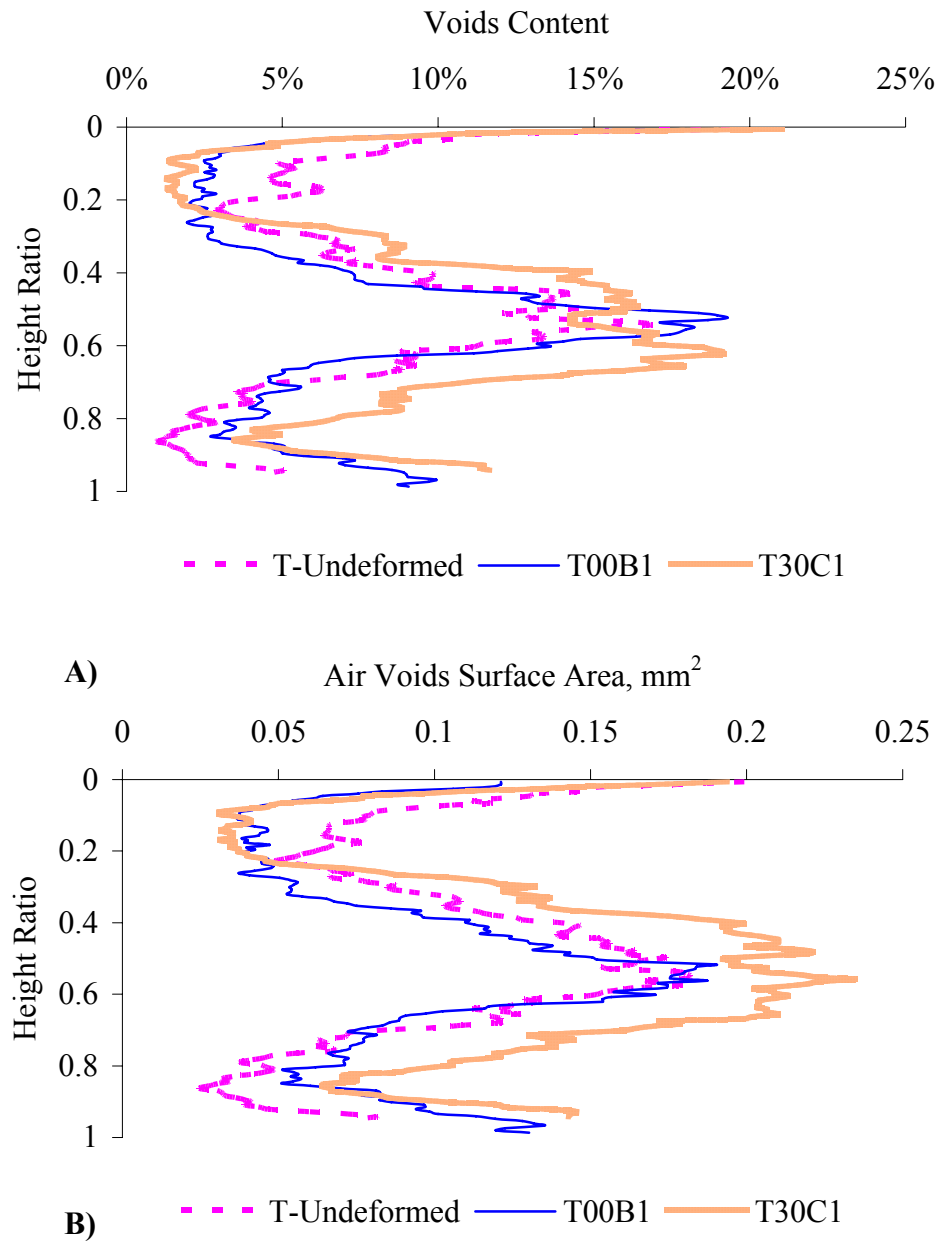 Voids Content
0% 5% 10% 15% 20% 25%
0
0.2
0.4
0.6
0.8
1
Height Ratio
T-Undeformed T00B1 T30C1
A)
Air Voids Surface Area, mm²
0 0.05 0.1 0.15 0.2 0.25
0
0.2
0.4
0.6
0.8
1
Height Ratio
T-Undeformed T00B1 T30C1
B)